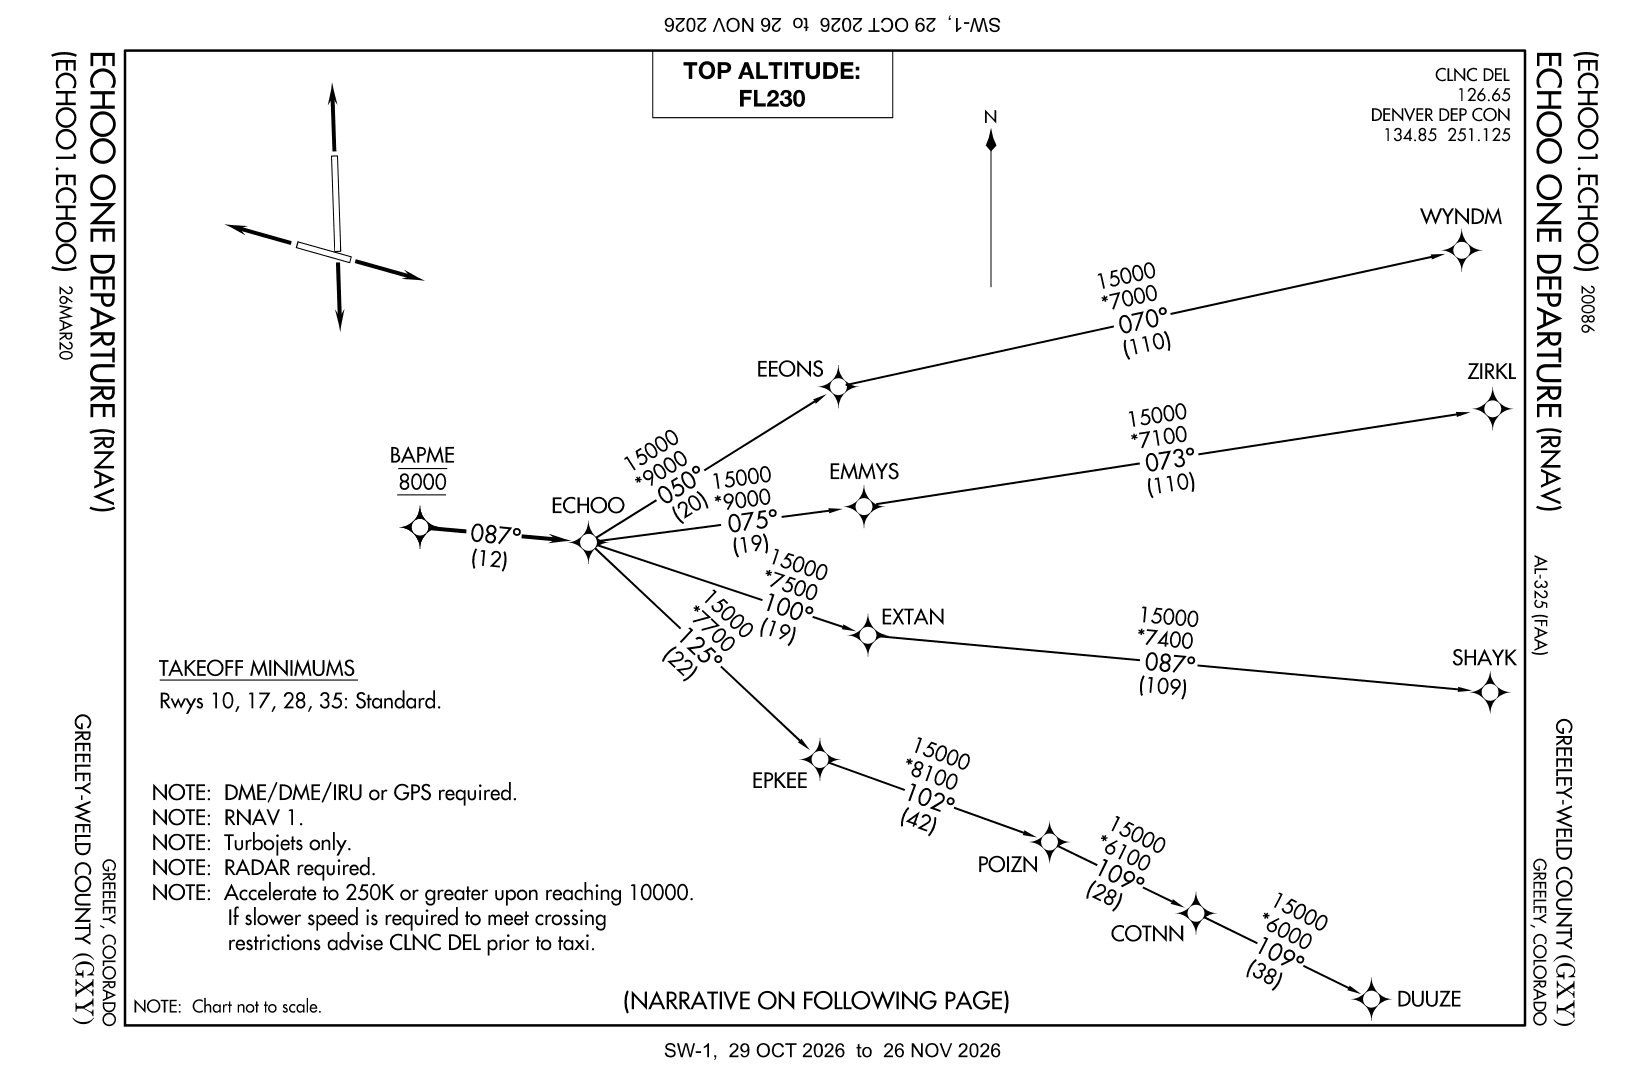 SW-1, 29 OCT 2026 to 26 NOV 2026
(ECHOO1.ECHOO) 26MAR20
ECHOO ONE DEPARTURE (RNAV)
GREELEY-WELD COUNTY (GXY)
GREELEY, COLORADO
TOP ALTITUDE:
FL230
CLNC DEL
126.65
DENVER DEP CON
134.85 251.125
N
WYNDM
15000
*7000
070°
(110)
EEONS
ZIRKL
15000
*7100
073°
(110)
15000
*9000
050°
(20)
15000
*9000
075°
(19)
EMMYS
BAPME
8000
ECHOO
087°
(12)
15000
*7500
100°
(19)
EXTAN
15000
*7400
087°
(109)
SHAYK
15000
*7700
125°
(22)
EPKEE
15000
*8100
102°
(42)
POIZN
15000
*6100
109°
(28)
COTNN
15000
*6000
109°
(38)
DUUZE
TAKEOFF MINIMUMS
Rwys 10, 17, 28, 35: Standard.
NOTE: DME/DME/IRU or GPS required.
NOTE: RNAV 1.
NOTE: Turbojets only.
NOTE: RADAR required.
NOTE: Accelerate to 250K or greater upon reaching 10000.
If slower speed is required to meet crossing
restrictions advise CLNC DEL prior to taxi.
NOTE: Chart not to scale.
(NARRATIVE ON FOLLOWING PAGE)
ECHOO ONE DEPARTURE (RNAV)
(ECHOO1.ECHOO) 20086
AL-325 (FAA)
GREELEY-WELD COUNTY (GXY)
GREELEY, COLORADO
SW-1, 29 OCT 2026 to 26 NOV 2026